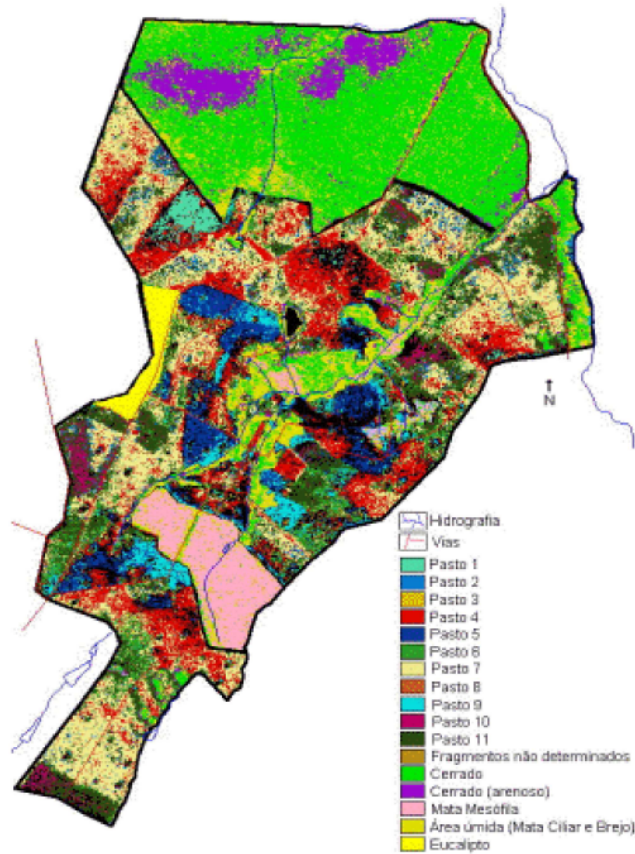 N
Hidrografia
Vias
Pasto 1
Pasto 2
Pasto 3
Pasto 4
Pasto 5
Pasto 6
Pasto 7
Pasto 8
Pasto 9
Pasto 10
Pasto 11
Fragmentos não determinados
Cerrado
Cerrado (arenoso)
Mata Mesófila
Área úmida (Mata Ciliar e Brejo)
Eucalipto